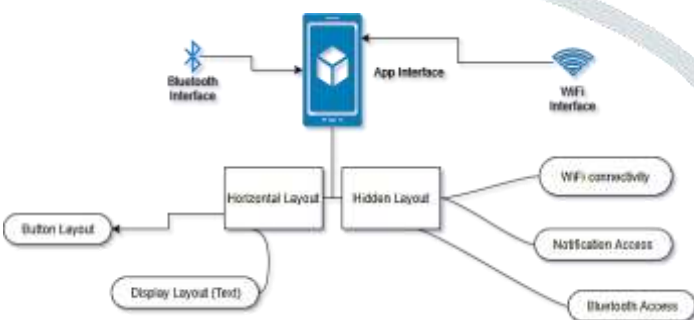 Bluetooth
Interface
App Interface
WiFi
Interface
Horizontal Layout
Hidden Layout
WiFi connectivity
Button Layout
Notification Access
Display Layout (Text)
Bluetooth Access